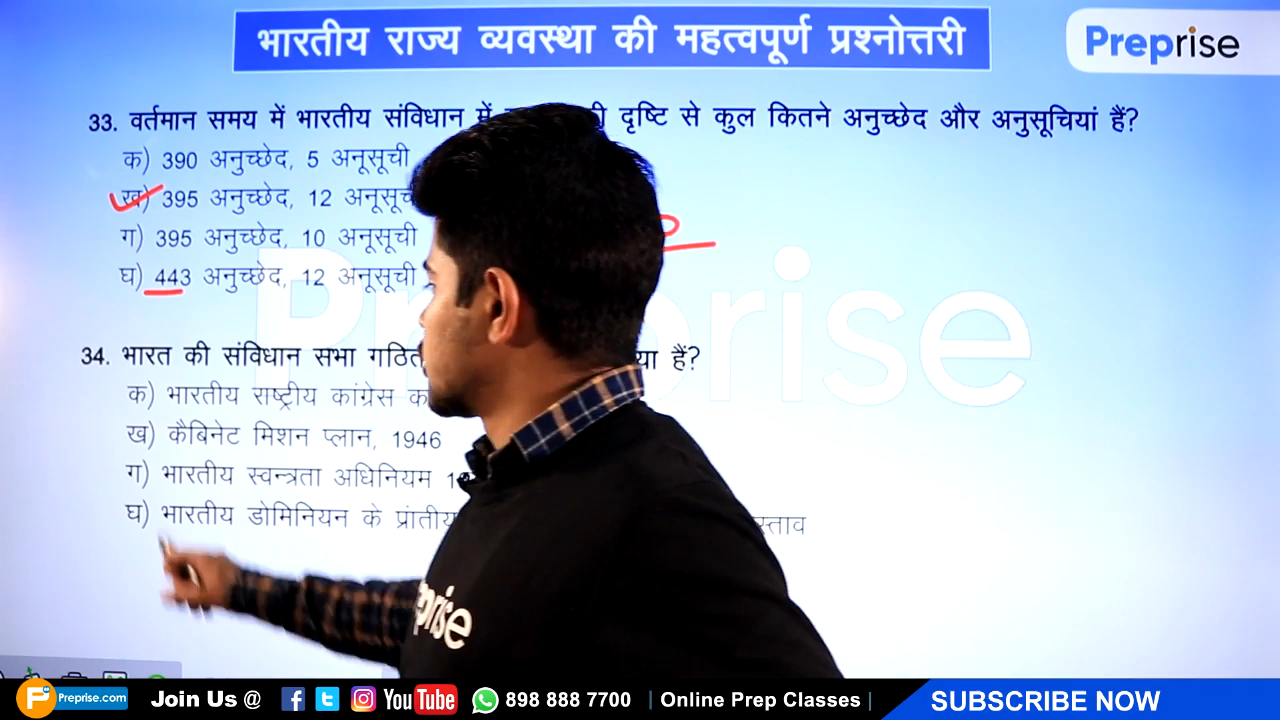 भारतीय राज्य व्यवस्था की महत्वपूर्ण प्रश्नोत्तरी
Preprise
33. वर्तमान समय में भारतीय संविधान में दृष्टि से कुल कितने अनुच्छेद और अनुसूचियां हैं?
क) 390 अनुच्छेद, 5 अनूसूची
ख) 395 अनुच्छेद, 12
ग) 395 अनुच्छेद, 10 अनूसूची
घ) 443 अनुच्छेद, 12 अनूसूची
34. भारत की संविधान सभा हैं?
क) भारतीय राष्ट्रीय कांग्रेस
ख) कैबिनेट मिशन प्लान, 1946
ग) भारतीय स्वन्त्रता अधिनियम
घ) भारतीय डोमिनियन के
Preprise.com Join Us @ YouTube 898 888 7700 | Online Prep Classes | SUBSCRIBE NOW